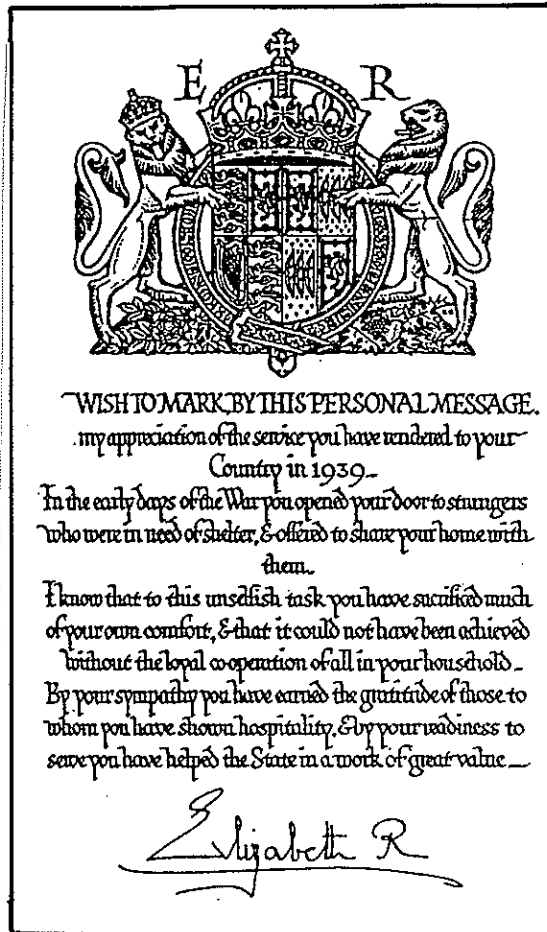 E R
WISH TO MARK, BY THIS PERSONAL MESSAGE.
my appreciation of the service you have rendered to your
Country in 1939_
In the early days of the War you opened your door to strangers
who were in need of shelter, & offered to share your home with
them_
I know that to this unselfish task you have sacrificed much
of your own comfort, & that it could not have been achieved
without the loyal co operation of all in your household_
By your sympathy you have earned the gratitude of those to
whom you have shown hospitality, & by your readiness to
serve you have helped the State in a work of great value_
Elizabeth R